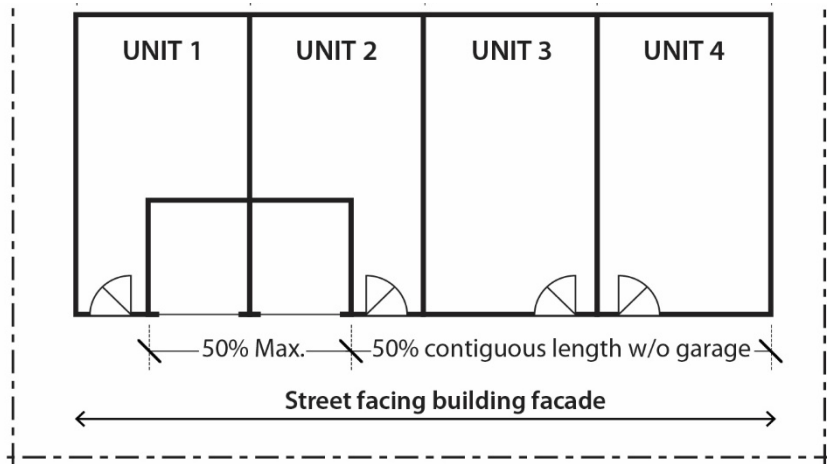 UNIT 1
UNIT 2
UNIT 3
UNIT 4
50% Max.
50% contiguous length w/o garage
Street facing building facade